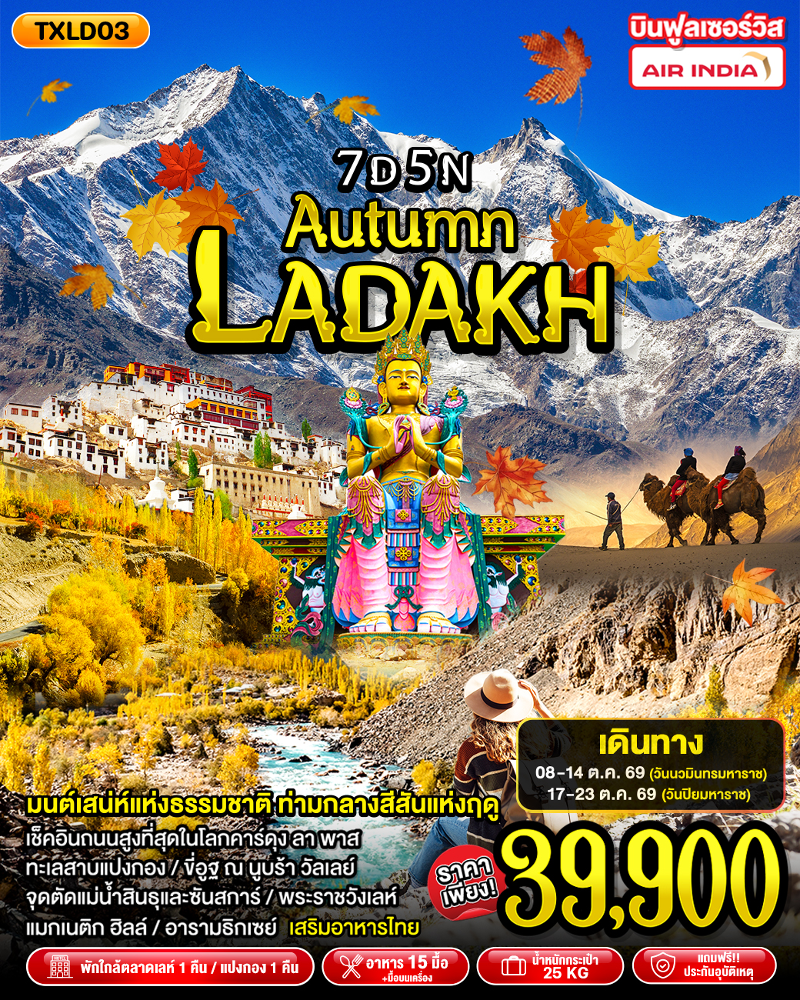 TXLD03
บินฟูลเซอร์วิส
AIR INDIA
7D5N
Autumn
LADAKH
เดินทาง
08-14 ต.ค. 69 (วันนวมินทรมหาราช)
17-23 ต.ค. 69 (วันปิยมหาราช)
มนต์เสน่ห์แห่งธรรมชาติ ท่ามกลางสีสันแห่งฤดู
เช็คอินถนนสูงที่สุดในโลกคาร์ดุง ลา พาส
ทะเลสาบแปงกอง / ขี่อูฐ ณ นูบร้า วัลเลย์
จุดตัดแม่น้ำสินธุและซันสการ์ / พระราชวังเลห์
แมกเนติก ฮิลล์ / อารามธิกเซย์ เสริมอาหารไทย
ราคา
เพียง!
39,900
HOTEL
พักใกล้ตลาดเลห์ 1 คืน / แปงกอง 1 คืน
อาหาร 15 มื้อ
+มื้อบนเครื่อง
น้ำหนักกระเป๋า
25 KG
แถมฟรี!!
ประกันอุบัติเหตุ